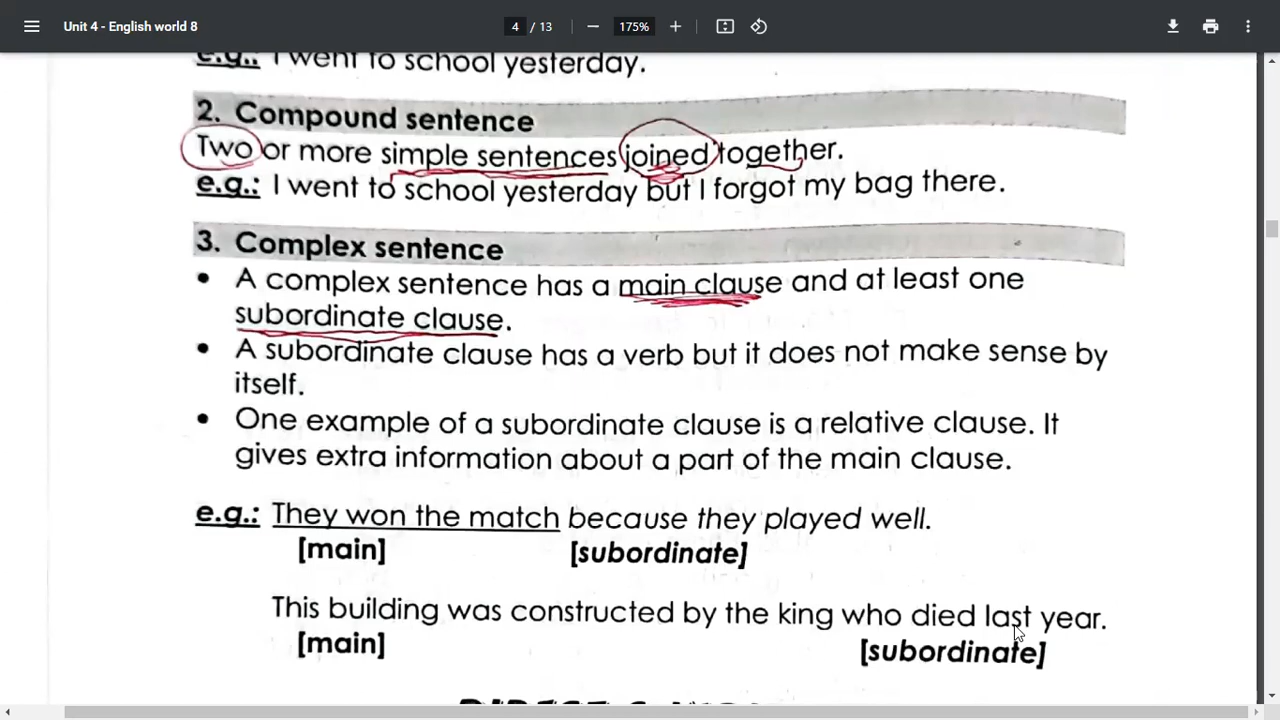 Unit 4 - English world 8
4 / 13
175%
e.g.: I went to school yesterday.
2. Compound sentence
Two or more simple sentences joined together.
e.g.: I went to school yesterday but I forgot my bag there.
3. Complex sentence
• A complex sentence has a main clause and at least one
subordinate clause.
• A subordinate clause has a verb but it does not make sense by
itself.
• One example of a subordinate clause is a relative clause. It
gives extra information about a part of the main clause.
e.g.: They won the match because they played well.
[main] [subordinate]
This building was constructed by the king who died last year.
[main] [subordinate]